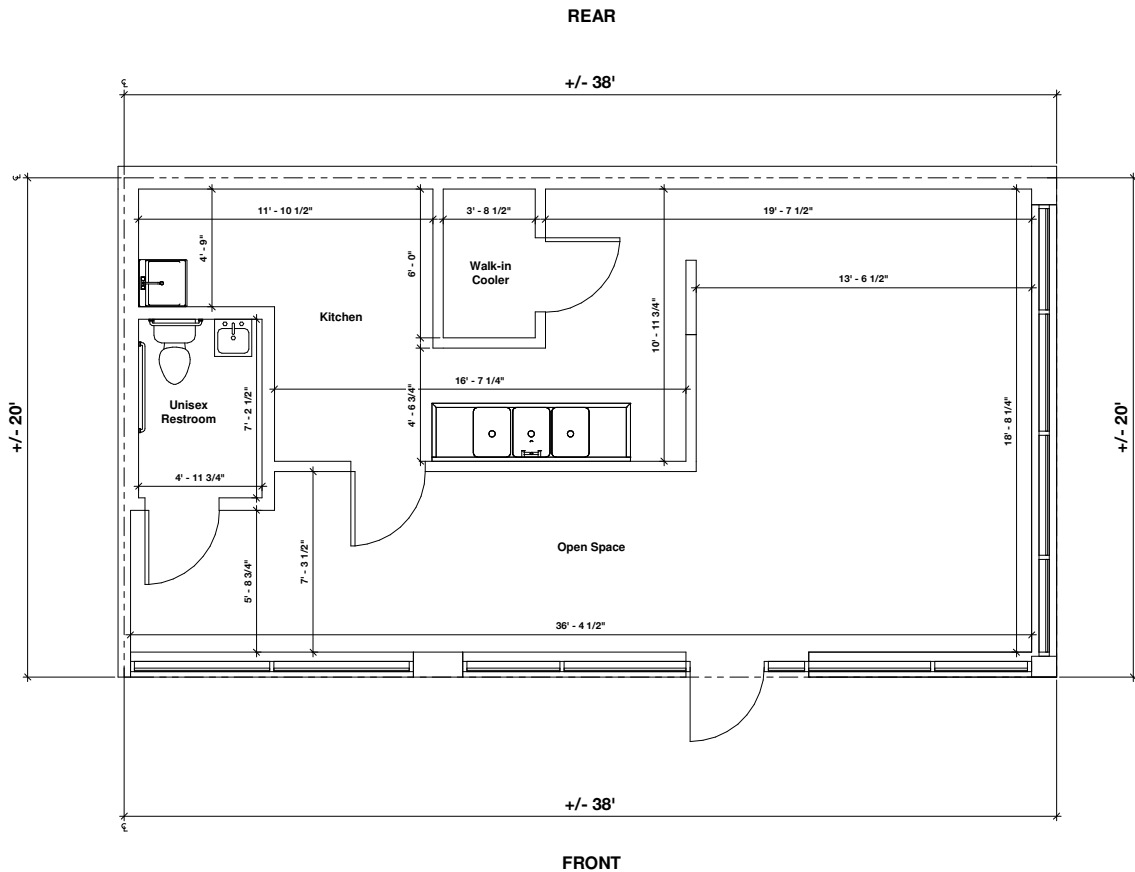 REAR
+/- 38'
11' - 10 1/2"
3' - 8 1/2"
19' - 7 1/2"
4' - 9"
6' - 0"
Walk-in
Cooler
13' - 6 1/2"
Kitchen
10' - 11 3/4"
16' - 7 1/4"
4' - 6 3/4"
Unisex
Restroom
7' - 2 1/2"
18' - 8 1/4"
+/- 20'
+/- 20'
4' - 11 3/4"
Open Space
5' - 8 3/4"
7' - 3 1/2"
36' - 4 1/2"
+/- 38'
FRONT